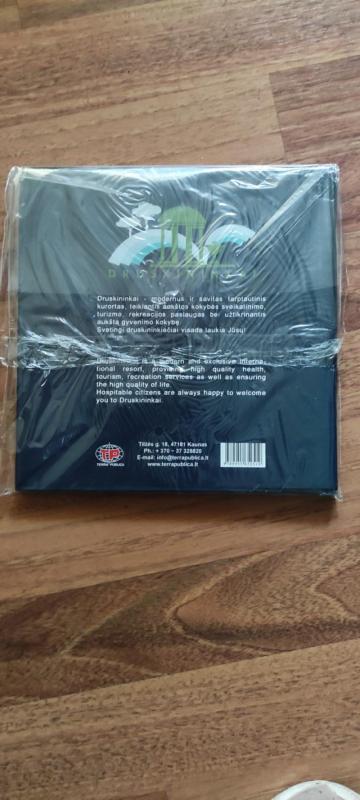 DRUSKININKAI
Druskininkai - modernus ir savitas tarptautinis
kurortas, teikiantis aukštos kokybės sveikatinimo,
turizmo, rekreacijos paslaugas bei užtikrinantis
aukštą gyvenimo kokybę.
Svetingi druskininkiečiai visada laukia Jūsų!
Druskininkai is a modern and exclusive interna-
tional resort, providing high quality health,
tourism, recreation services as well as ensuring
the high quality of life.
Hospitable citizens are always happy to welcome
you to Druskininkai.
TP
TERRA PUBLICA
Tilžės g. 18, 47181 Kaunas
Ph.: + 370 - 37 328820
E-mail: info@terrapublica.lt
www.terrapublica.lt